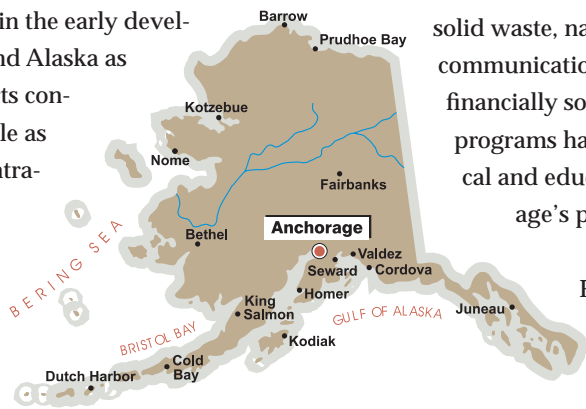 in the early devel-
nd Alaska as
ts con-
le as
ntra-
Barrow
Prudhoe Bay
Kotzebue
Nome
Fairbanks
Bethel
Anchorage
Valdez
Seward
Cordova
Homer
King
Salmon
Kodiak
Juneau
Cold
Bay
Dutch Harbor
BERING SEA
BRISTOL BAY
GULF OF ALASKA
solid waste, na
communicatio
financially so
programs ha
cal and educ
age’s p